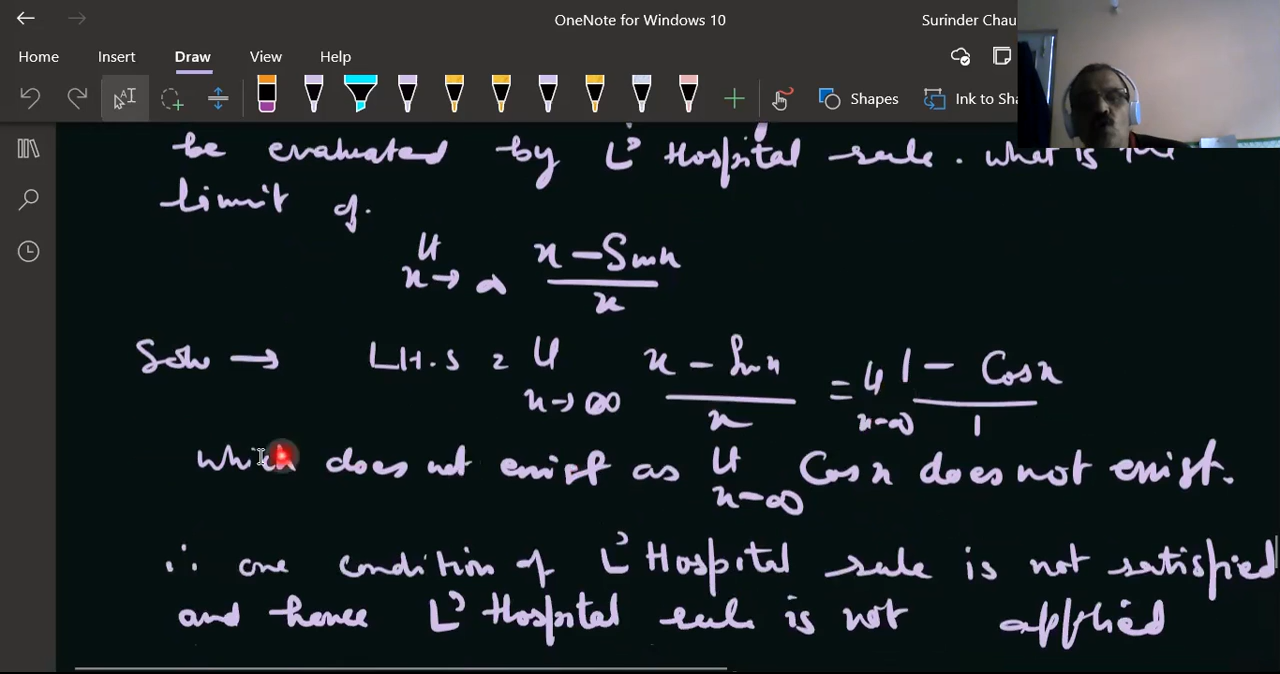 OneNote for Windows 10
Surinder Chau
Home Insert Draw View Help
Shapes Ink to Sha
be evaluated by L' Hospital rule. What is the
limit of.
Lt x→∞ x - Sin x / x
Soln → L.H.S = Lt x→∞ x - Sin x / x = Lt x→∞ 1 - Cos x / 1
which does not exist as Lt x→∞ Cos x does not exist.
∴ one condition of L' Hospital rule is not satisfied
and hence L' Hospital rule is not applied